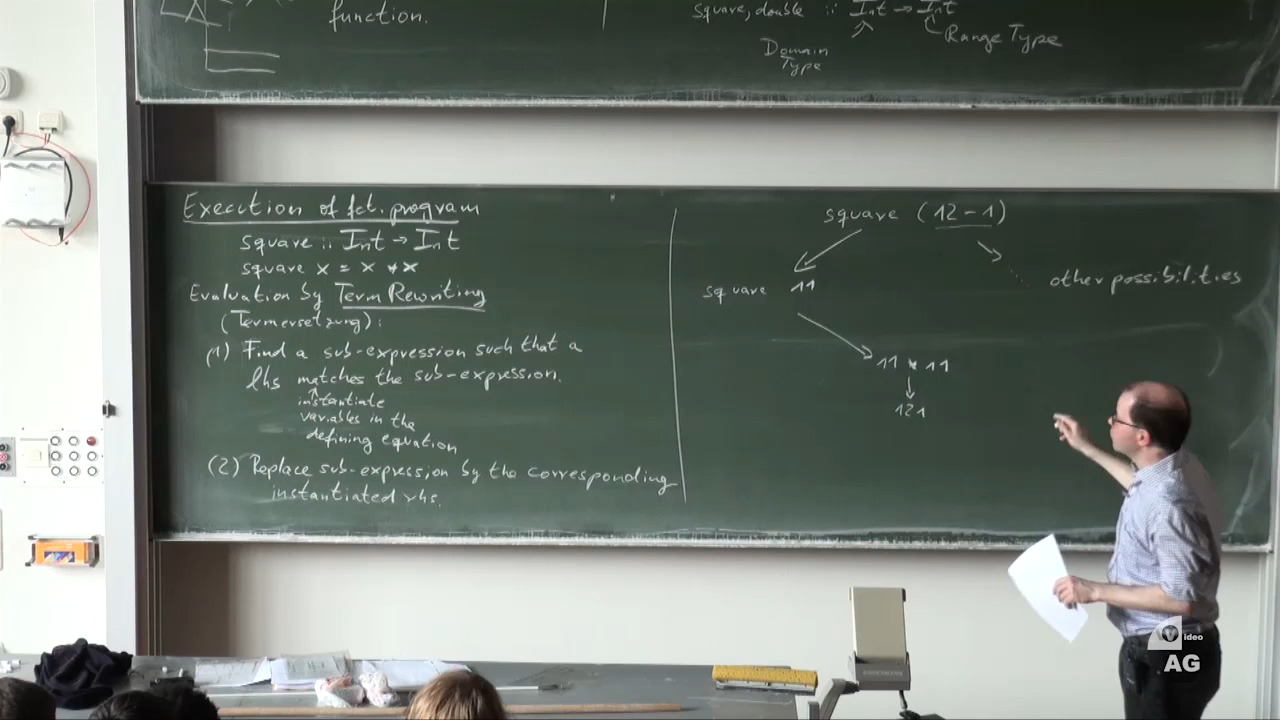 function.
square, double :: Int → Int
Domain Type
Range Type
Execution of fct. program
square :: Int → Int
square x = x * x
Evaluation by Term Rewriting
(Termersetzung):
(1) Find a sub-expression such that a
lhs matches the sub-expression.
instantiate
variables in the
defining equation
(2) Replace sub-expression by the corresponding
instantiated rhs.
square (12 - 1)
square 11
other possibilities
11 * 11
121
Video
AG